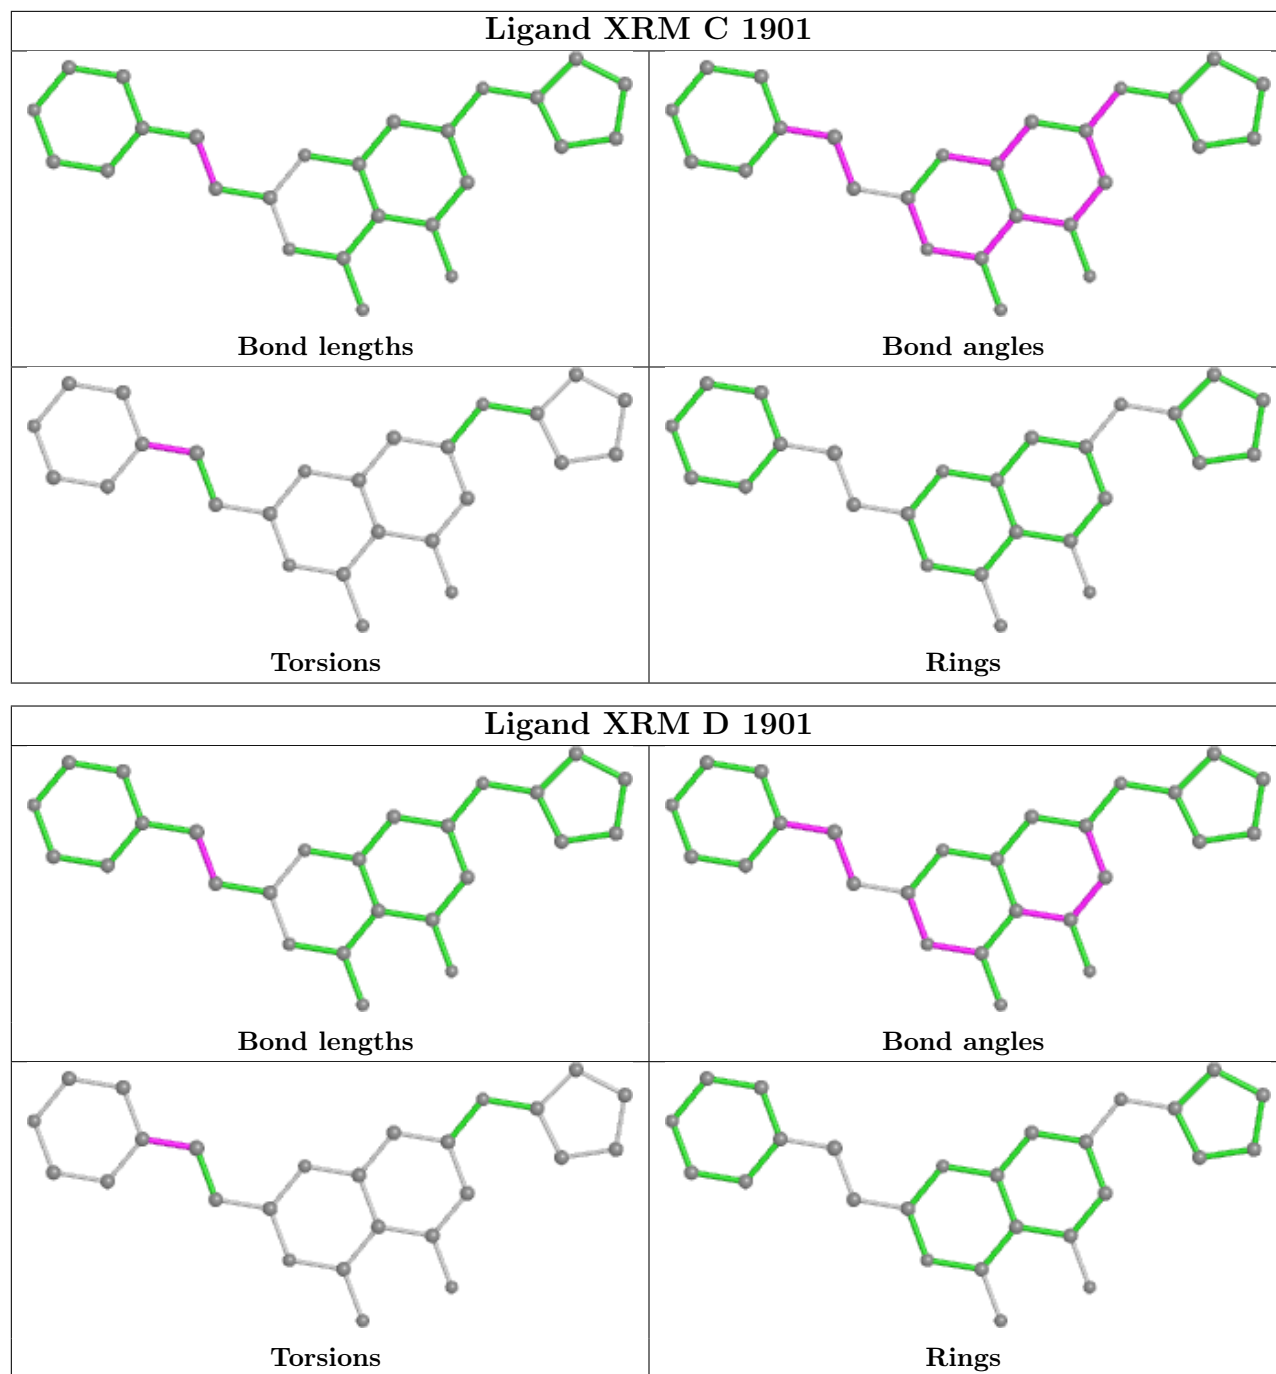 Ligand XRM C 1901
Bond lengths
Bond angles
Torsions
Rings
Ligand XRM D 1901
Bond lengths
Bond angles
Torsions
Rings